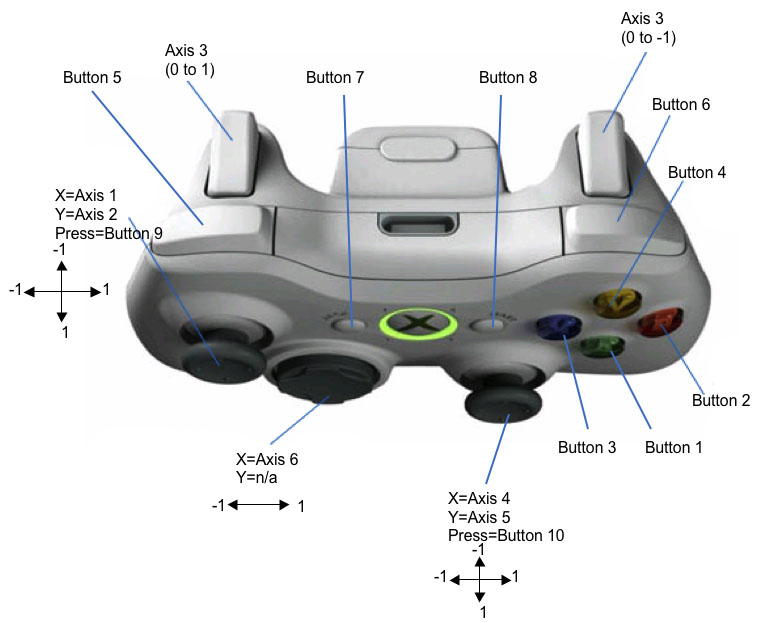 Axis 3
(0 to -1)
Axis 3
(0 to 1)
Button 5
Button 7
Button 8
Button 6
Button 4
X=Axis 1
Y=Axis 2
Press=Button 9
-1
-1
1
1
Button 2
Button 3
Button 1
X=Axis 6
Y=n/a
-1
1
X=Axis 4
Y=Axis 5
Press=Button 10
-1
-1
1
1